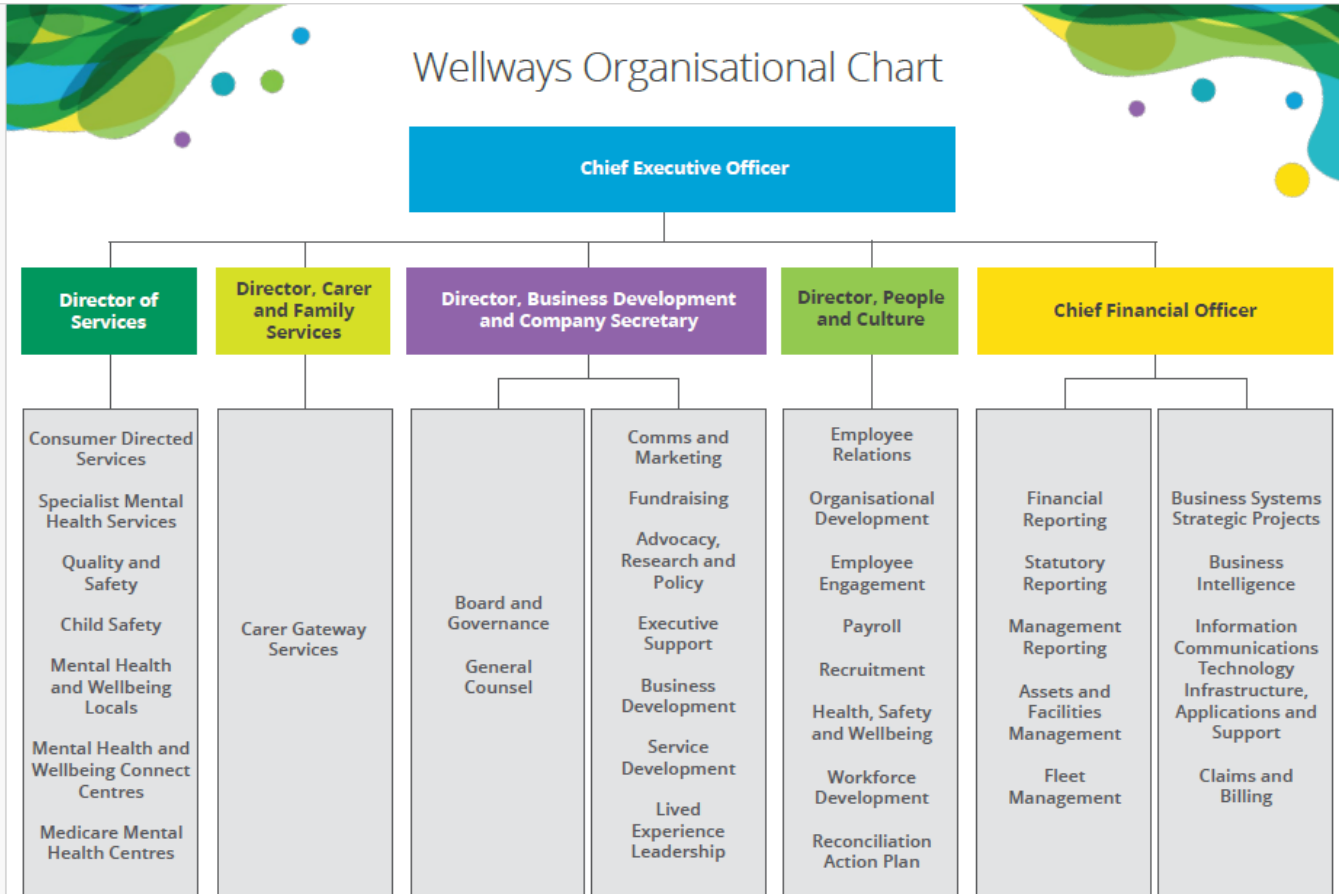 Wellways Organisational Chart
Chief Executive Officer
Director of
Services
Director, Carer
and Family
Services
Director, Business Development
and Company Secretary
Director, People
and Culture
Chief Financial Officer
Consumer Directed
Services
Specialist Mental
Health Services
Quality and
Safety
Child Safety
Mental Health
and Wellbeing
Locals
Mental Health and
Wellbeing Connect
Centres
Medicare Mental
Health Centres
Carer Gateway
Services
Board and
Governance
General
Counsel
Comms and
Marketing
Fundraising
Advocacy,
Research and
Policy
Executive
Support
Business
Development
Service
Development
Lived
Experience
Leadership
Employee
Relations
Organisational
Development
Employee
Engagement
Payroll
Recruitment
Health, Safety
and Wellbeing
Workforce
Development
Reconciliation
Action Plan
Financial
Reporting
Statutory
Reporting
Management
Reporting
Assets and
Facilities
Management
Fleet
Management
Business Systems
Strategic Projects
Business
Intelligence
Information
Communications
Technology
Infrastructure,
Applications and
Support
Claims and
Billing